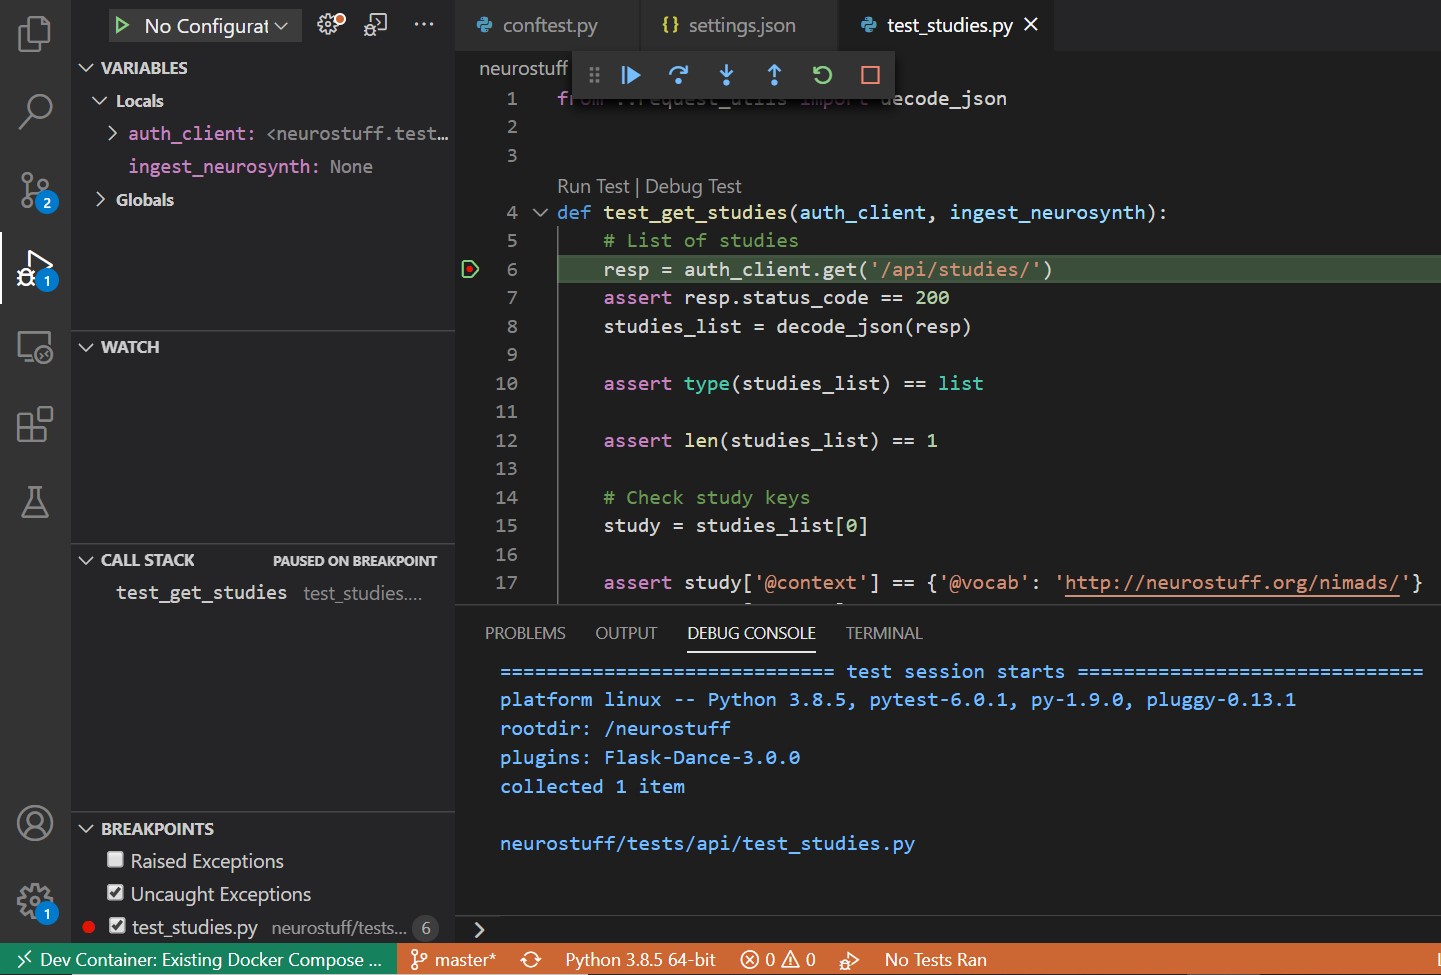 No Configurat
conftest.py
{} settings.json
test_studies.py
VARIABLES
Locals
auth_client: <neurostuff.test...
ingest_neurosynth: None
Globals
WATCH
CALL STACK
PAUSED ON BREAKPOINT
test_get_studies test_studies....
BREAKPOINTS
Raised Exceptions
Uncaught Exceptions
test_studies.py neurostuff/tests... 6
2
1
1
neurostuff
1 from ..request_utils import decode_json
2
3
Run Test | Debug Test
4 def test_get_studies(auth_client, ingest_neurosynth):
5 # List of studies
6 resp = auth_client.get('/api/studies/')
7 assert resp.status_code == 200
8 studies_list = decode_json(resp)
9
10 assert type(studies_list) == list
11
12 assert len(studies_list) == 1
13
14 # Check study keys
15 study = studies_list[0]
16
17 assert study['@context'] == {'@vocab': 'http://neurostuff.org/nimads/'}
PROBLEMS OUTPUT DEBUG CONSOLE TERMINAL
============================= test session starts ==============================
platform linux -- Python 3.8.5, pytest-6.0.1, py-1.9.0, pluggy-0.13.1
rootdir: /neurostuff
plugins: Flask-Dance-3.0.0
collected 1 item
neurostuff/tests/api/test_studies.py
Dev Container: Existing Docker Compose ... master* Python 3.8.5 64-bit 0 0 No Tests Ran